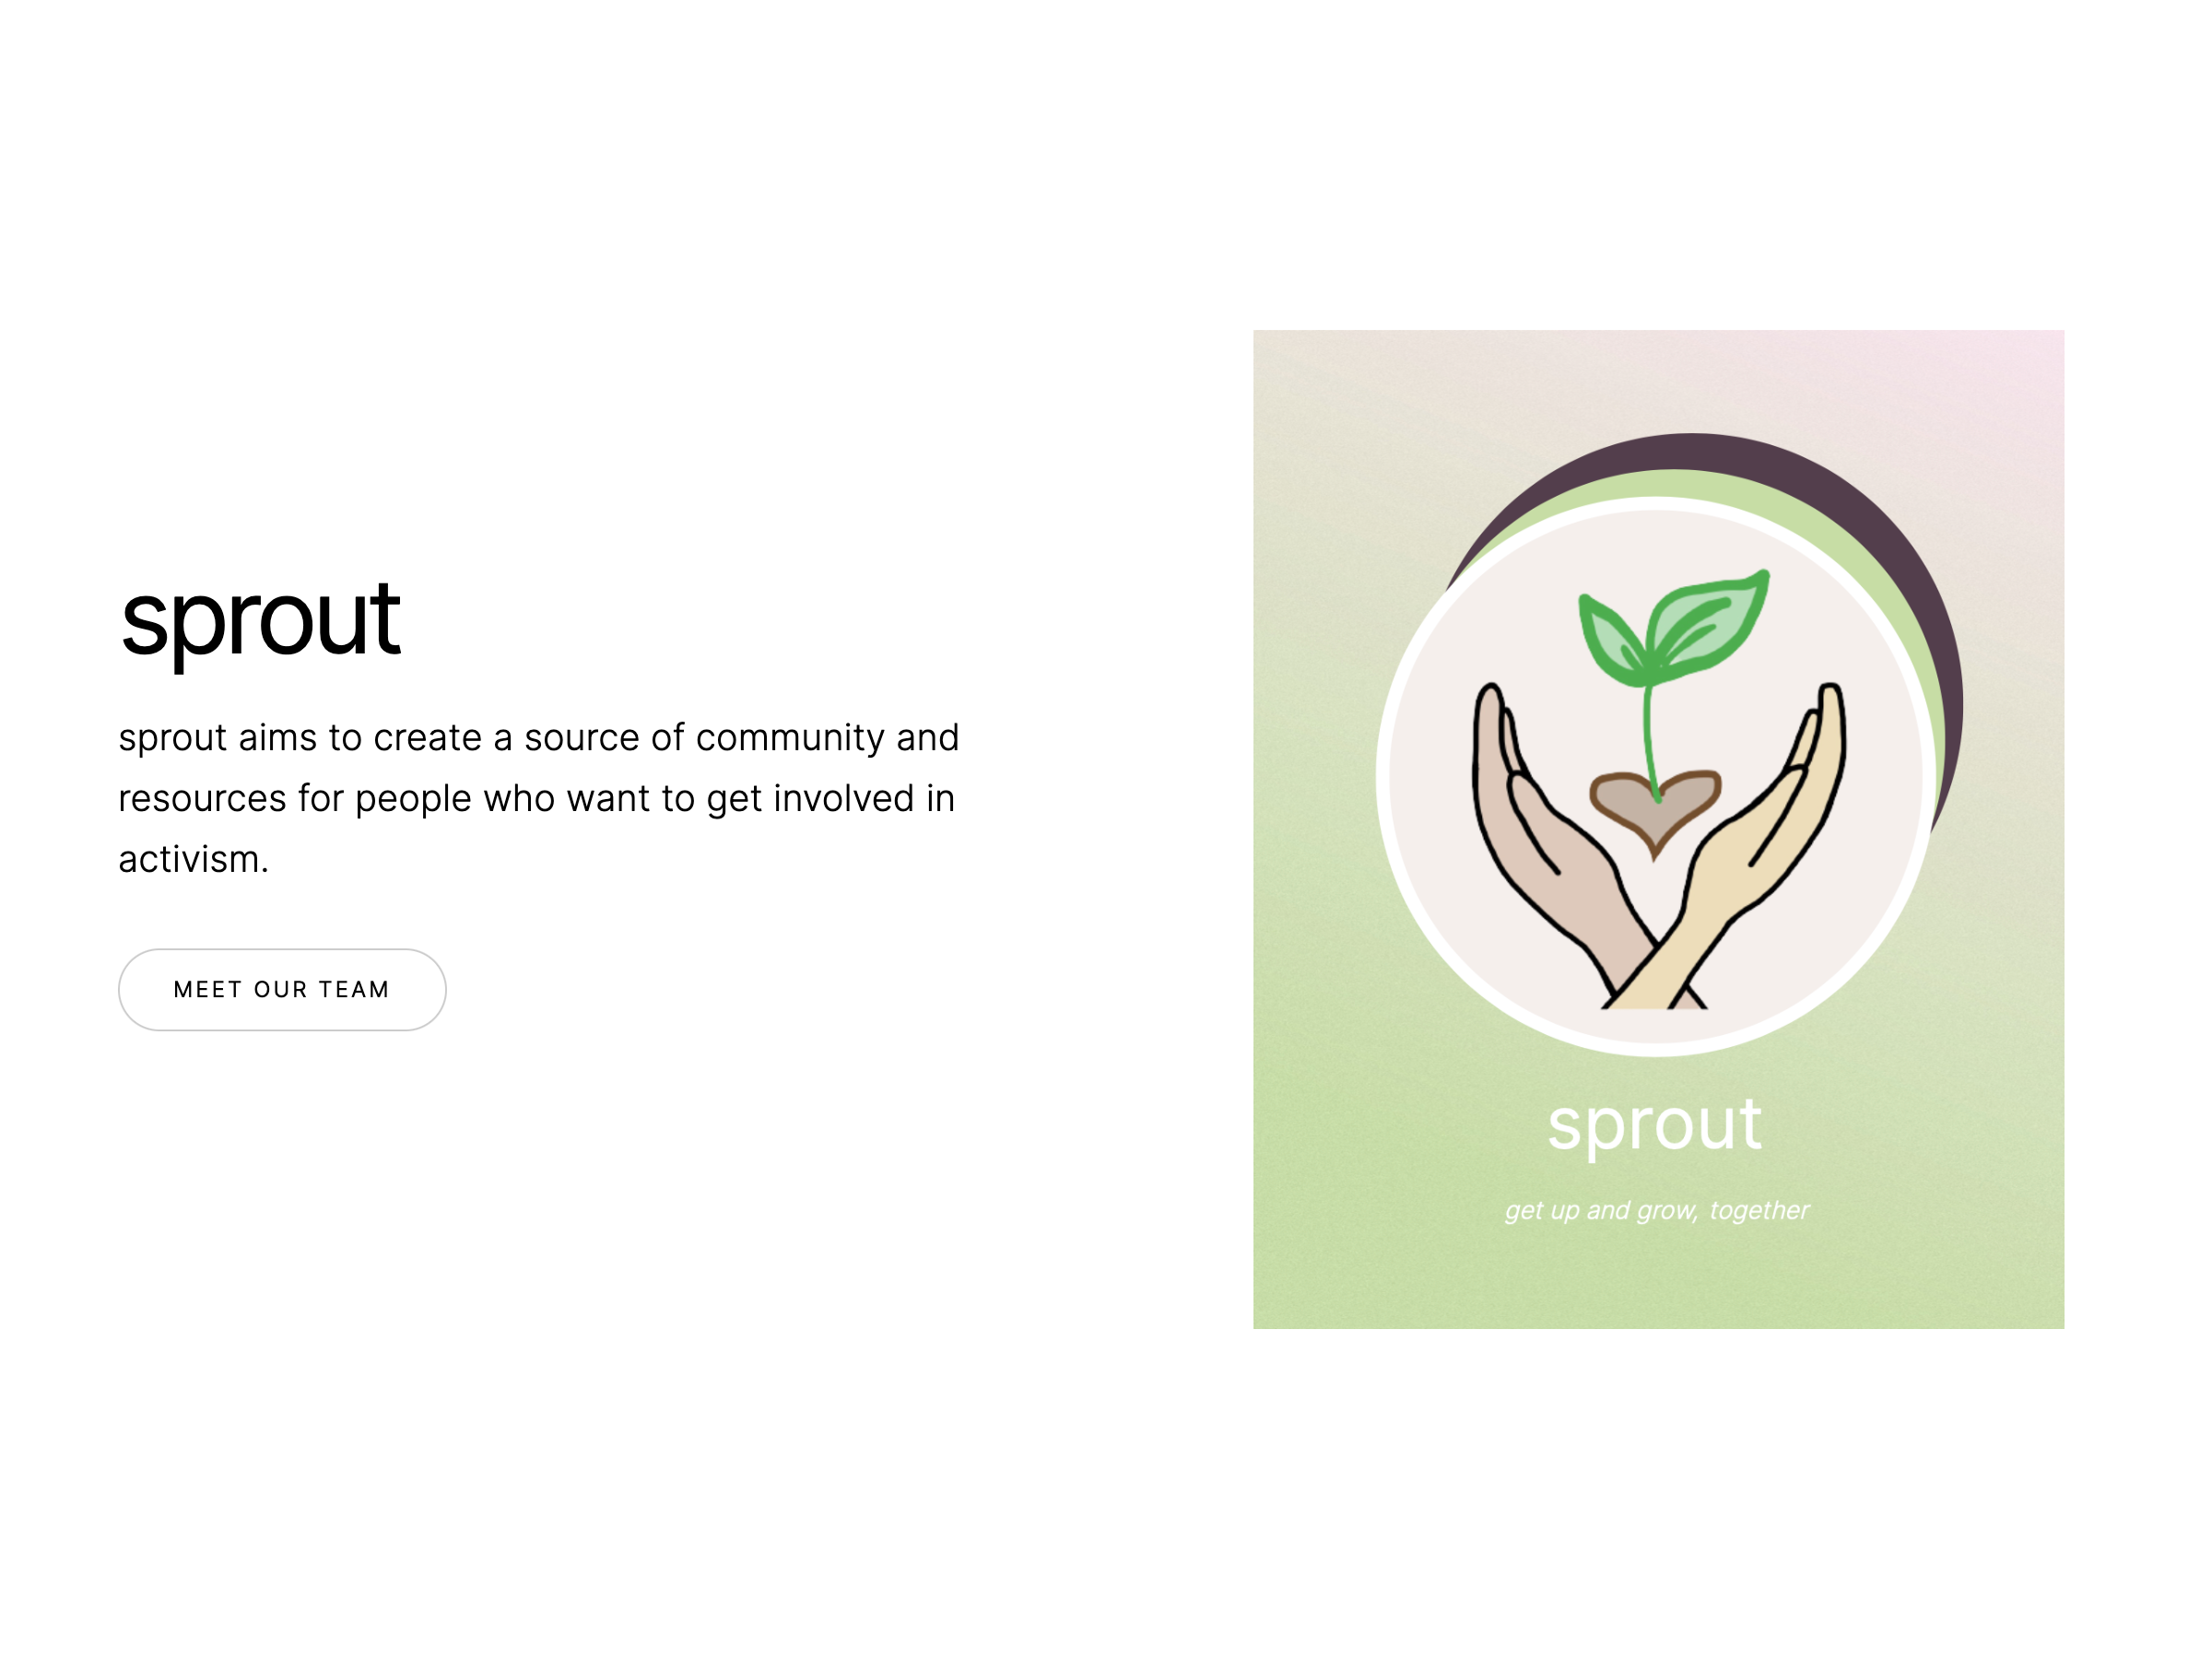 sprout
sprout aims to create a source of community and
resources for people who want to get involved in
activism.
MEET OUR TEAM
sprout
get up and grow, together